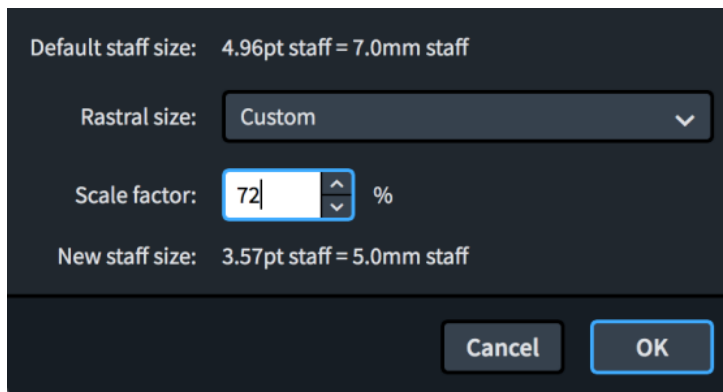 Default staff size: 4.96pt staff = 7.0mm staff
Rastral size: Custom
Scale factor: 72 %
New staff size: 3.57pt staff = 5.0mm staff
Cancel OK